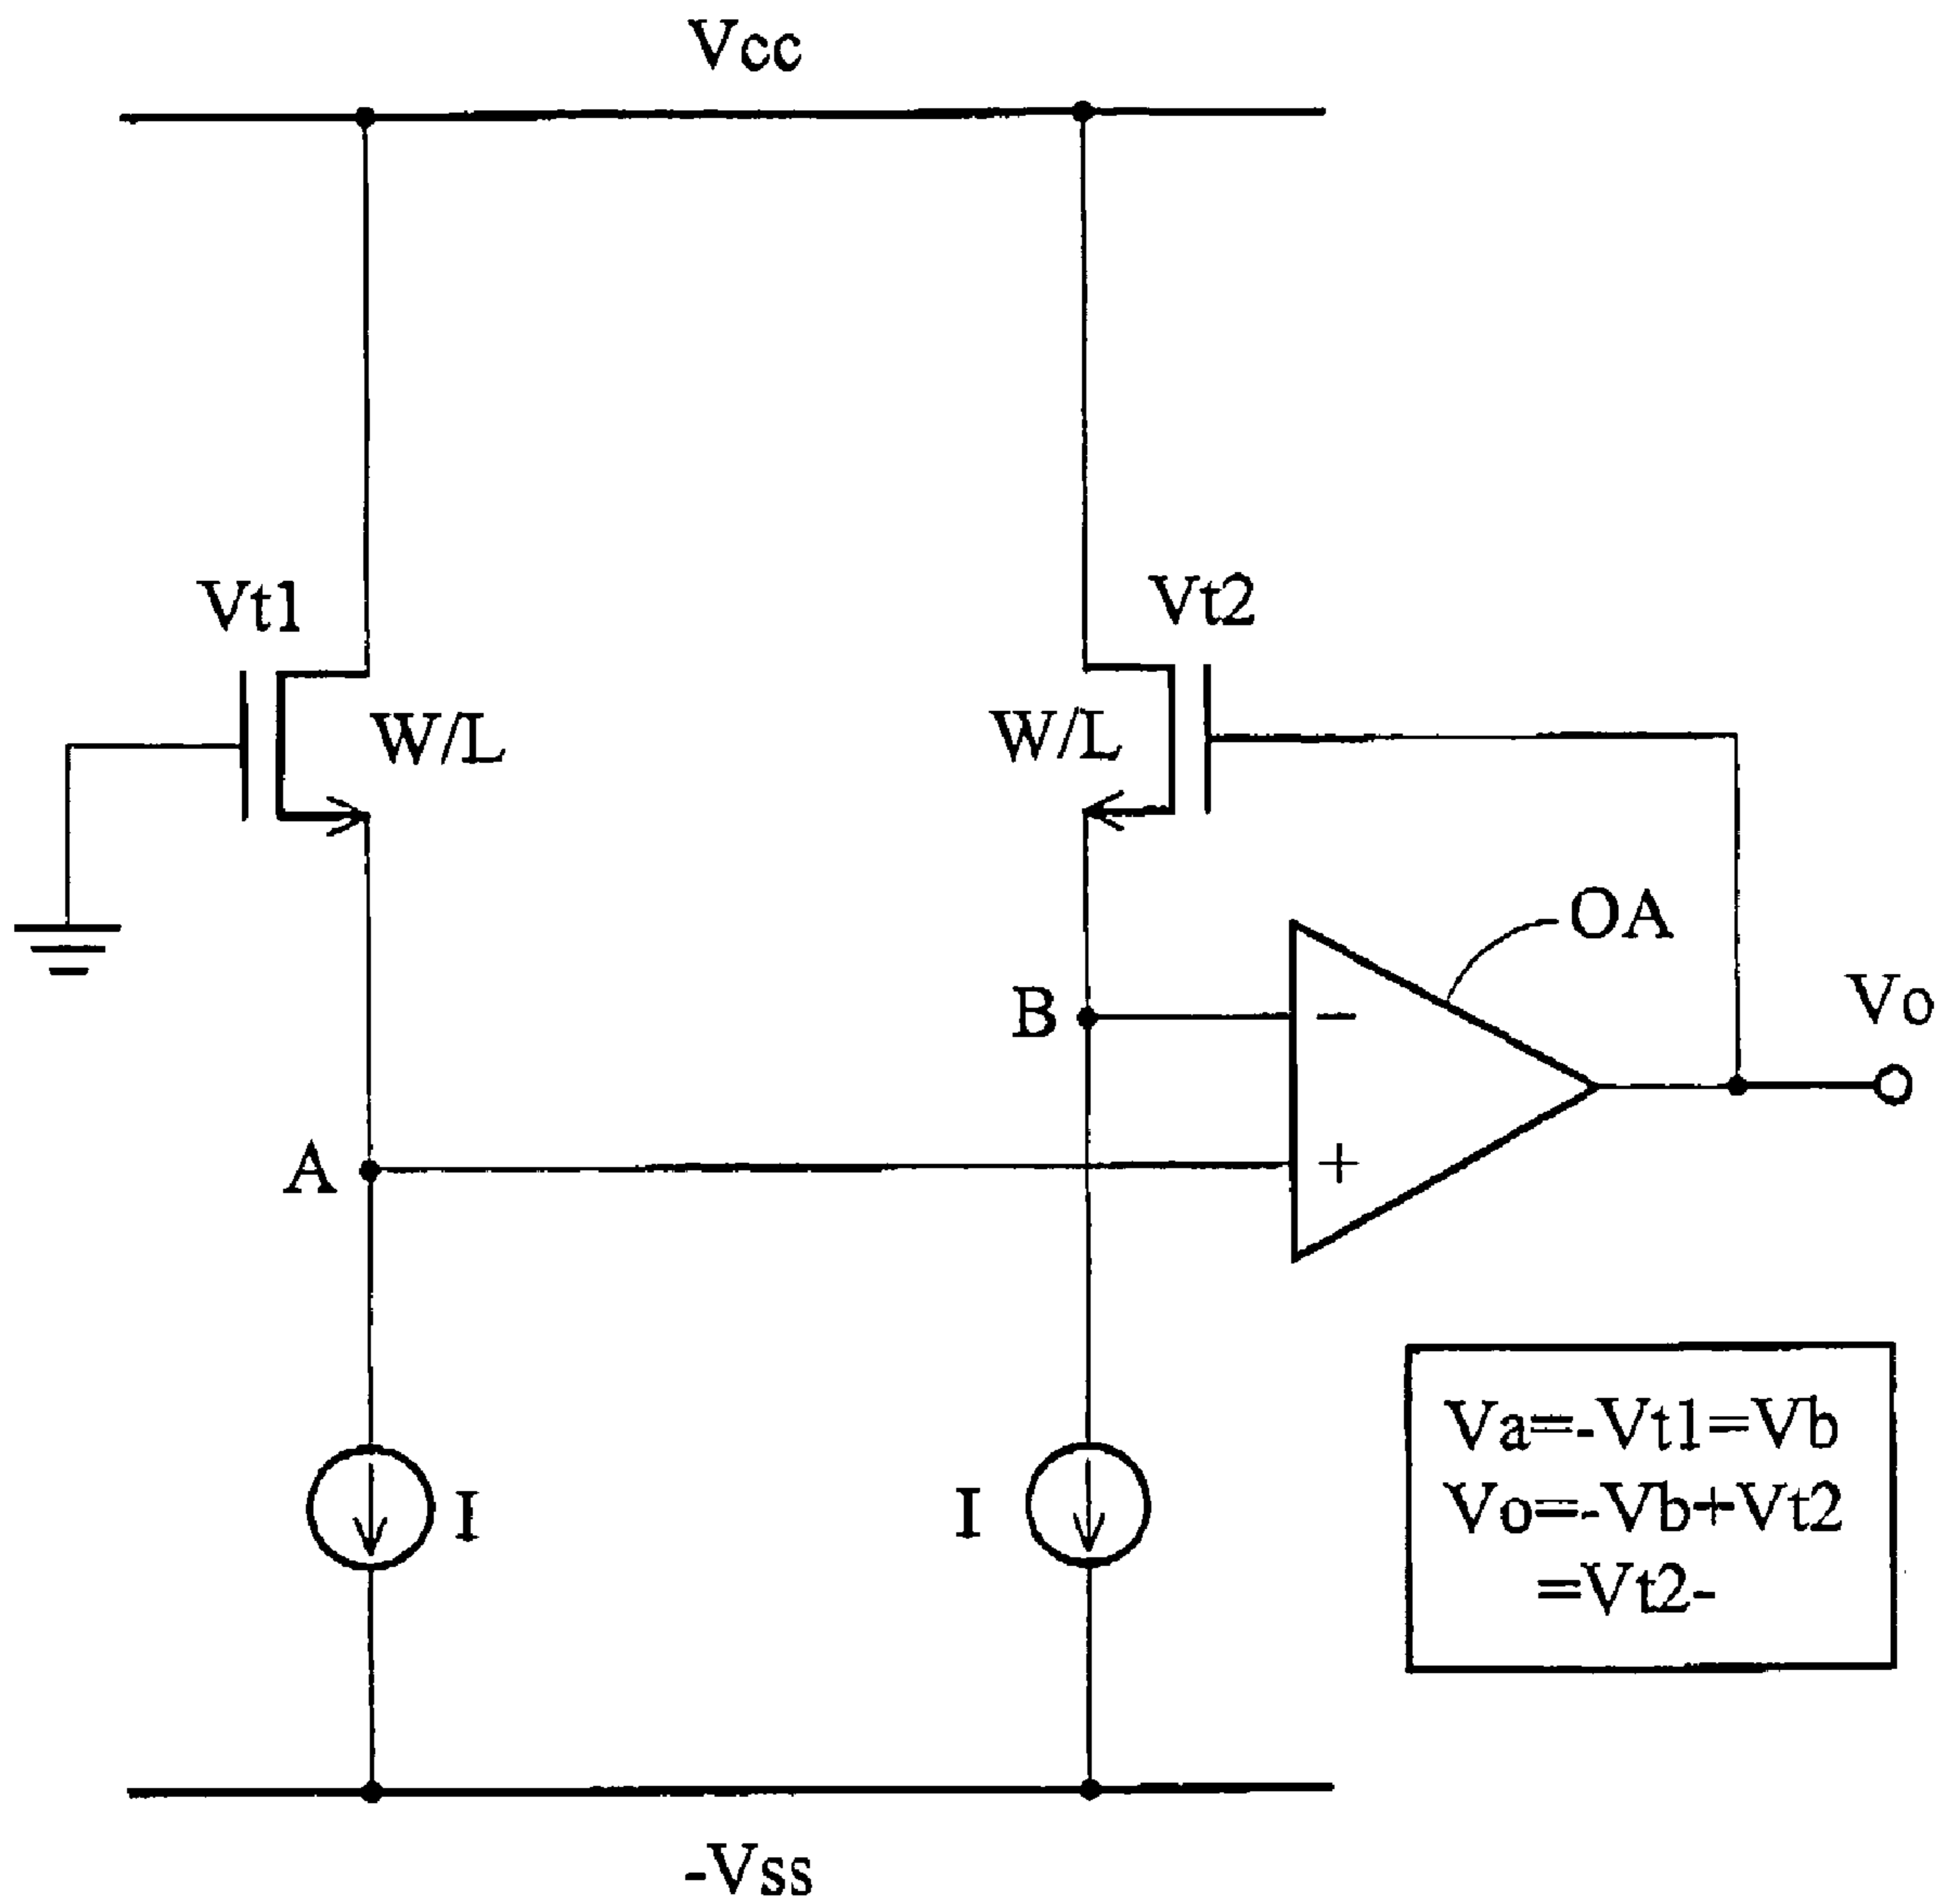 Vcc
Vt1
Vt2
W/L
W/L
OA
B
-
Vo
A
+
I
I
Va=-Vt1=Vb
Vo=-Vb+Vt2
=Vt2-
-Vss